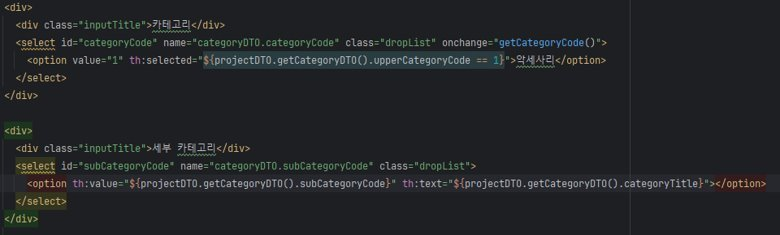 <div>
<div class="inputTitle">카테고리</div>
<select id="categoryCode" name="categoryDTO.categoryCode" class="dropList" onchange="getCategoryCode()">
<option value="1" th:selected="${projectDTO.getCategoryDTO().upperCategoryCode == 1}">악세사리</option>
</select>
</div>
<div>
<div class="inputTitle">세부 카테고리</div>
<select id="subCategoryCode" name="categoryDTO.subCategoryCode" class="dropList">
<option th:value="${projectDTO.getCategoryDTO().subCategoryCode}" th:text="${projectDTO.getCategoryDTO().categoryTitle}"></option>
</select>
</div>